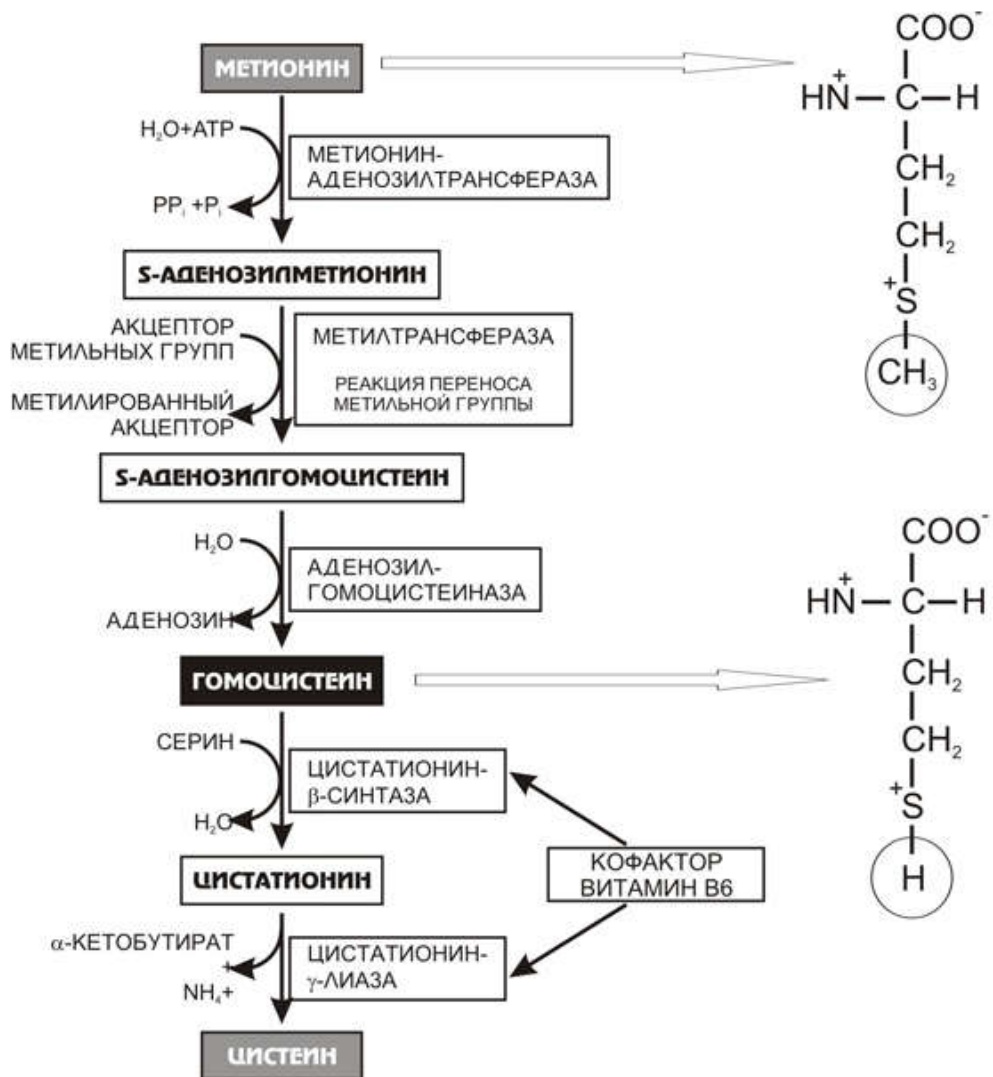 МЕТИОНИН
H₂O+АТР
PPᵢ +Pᵢ
МЕТИОНИН-
АДЕНОЗИЛТРАНСФЕРАЗА
S-АДЕНОЗИЛМЕТИОНИН
АКЦЕПТОР
МЕТИЛЬНЫХ ГРУПП
МЕТИЛИРОВАННЫЙ
АКЦЕПТОР
МЕТИЛТРАНСФЕРАЗА
РЕАКЦИЯ ПЕРЕНОСА
МЕТИЛЬНОЙ ГРУППЫ
S-АДЕНОЗИЛГОМОЦИСТЕИН
H₂O
АДЕНОЗИН
АДЕНОЗИЛ-
ГОМОЦИСТЕИНАЗА
ГОМОЦИСТЕИН
СЕРИН
H₂O
ЦИСТАТИОНИН-
β-СИНТАЗА
ЦИСТАТИОНИН
КОФАКТОР
ВИТАМИН B6
α-КЕТОБУТИРАТ
+
NH₄+
ЦИСТАТИОНИН-
γ-ЛИАЗА
ЦИСТЕИН
COO⁻
+
HN—C—H
CH₂
CH₂
+
S
CH₃
COO⁻
+
HN—C—H
CH₂
CH₂
+
S
H